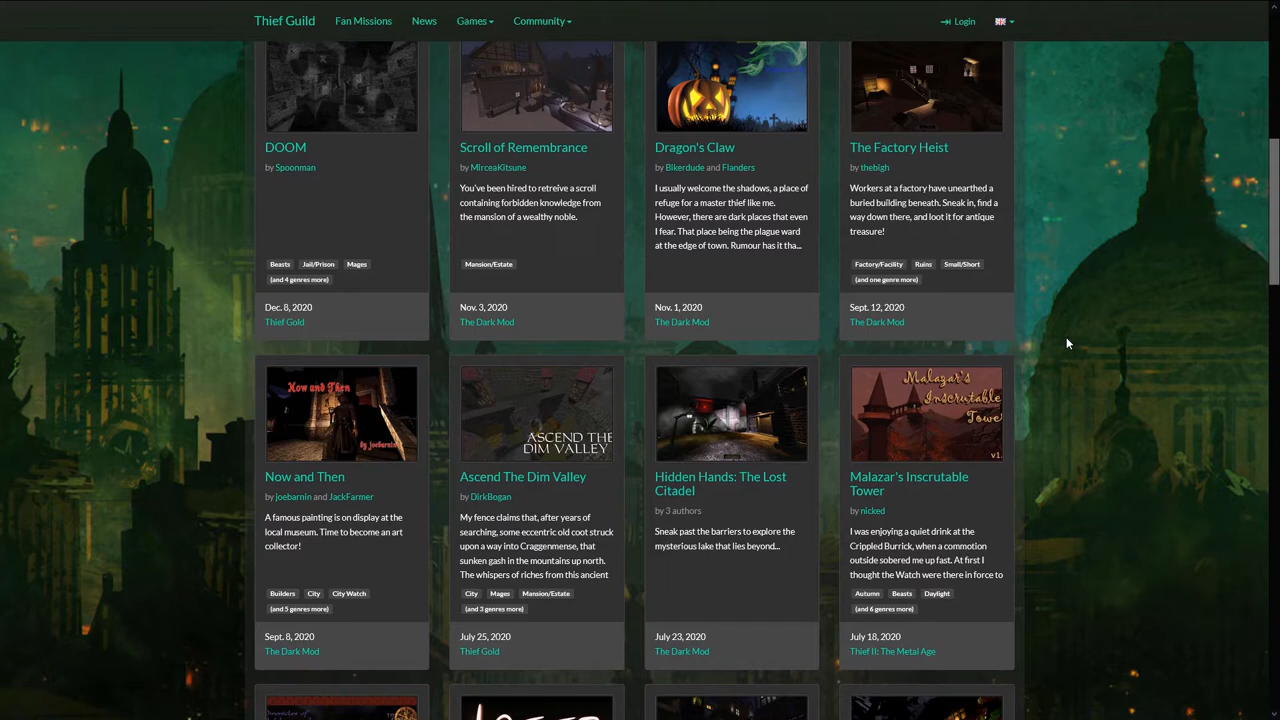 Thief Guild Fan Missions News Games Community Login
DOOM
by Spoonman
Beasts Jail/Prison Mages
(and 4 genres more)
Dec. 8, 2020
Thief Gold
Scroll of Remembrance
by MirceaKitsune
You've been hired to retreive a scroll
containing forbidden knowledge from
the mansion of a wealthy noble.
Mansion/Estate
Nov. 3, 2020
The Dark Mod
Dragon's Claw
by Bikerdude and Flanders
I usually welcome the shadows, a place of
refuge for a master thief like me.
However, there are dark places that even
I fear. That place being the plague ward
at the edge of town. Rumour has it tha...
Nov. 1, 2020
The Dark Mod
The Factory Heist
by thebigh
Workers at a factory have unearthed a
buried building beneath. Sneak in, find a
way down there, and loot it for antique
treasure!
Factory/Facility Ruins Small/Short
(and one genre more)
Sept. 12, 2020
The Dark Mod
Now and Then
by joebarnin
Now and Then
by joebarnin and JackFarmer
A famous painting is on display at the
local museum. Time to become an art
collector!
Builders City City Watch
(and 5 genres more)
Sept. 8, 2020
The Dark Mod
ASCEND THE
DIM VALLEY
Ascend The Dim Valley
by DirkBogan
My fence claims that, after years of
searching, some eccentric old coot struck
upon a way into Craggenmense, that
sunken gash in the mountains up north.
The whispers of riches from this ancient
City Mages Mansion/Estate
(and 3 genres more)
July 25, 2020
Thief Gold
Hidden Hands: The Lost
Citadel
by 3 authors
Sneak past the barriers to explore the
mysterious lake that lies beyond...
July 23, 2020
The Dark Mod
Malazar's
Inscrutable
Towe
v1.
Malazar's Inscrutable
Tower
by nicked
I was enjoying a quiet drink at the
Crippled Burrick, when a commotion
outside sobered me up fast. At first I
thought the Watch were there in force to
Autumn Beasts Daylight
(and 6 genres more)
July 18, 2020
Thief II: The Metal Age